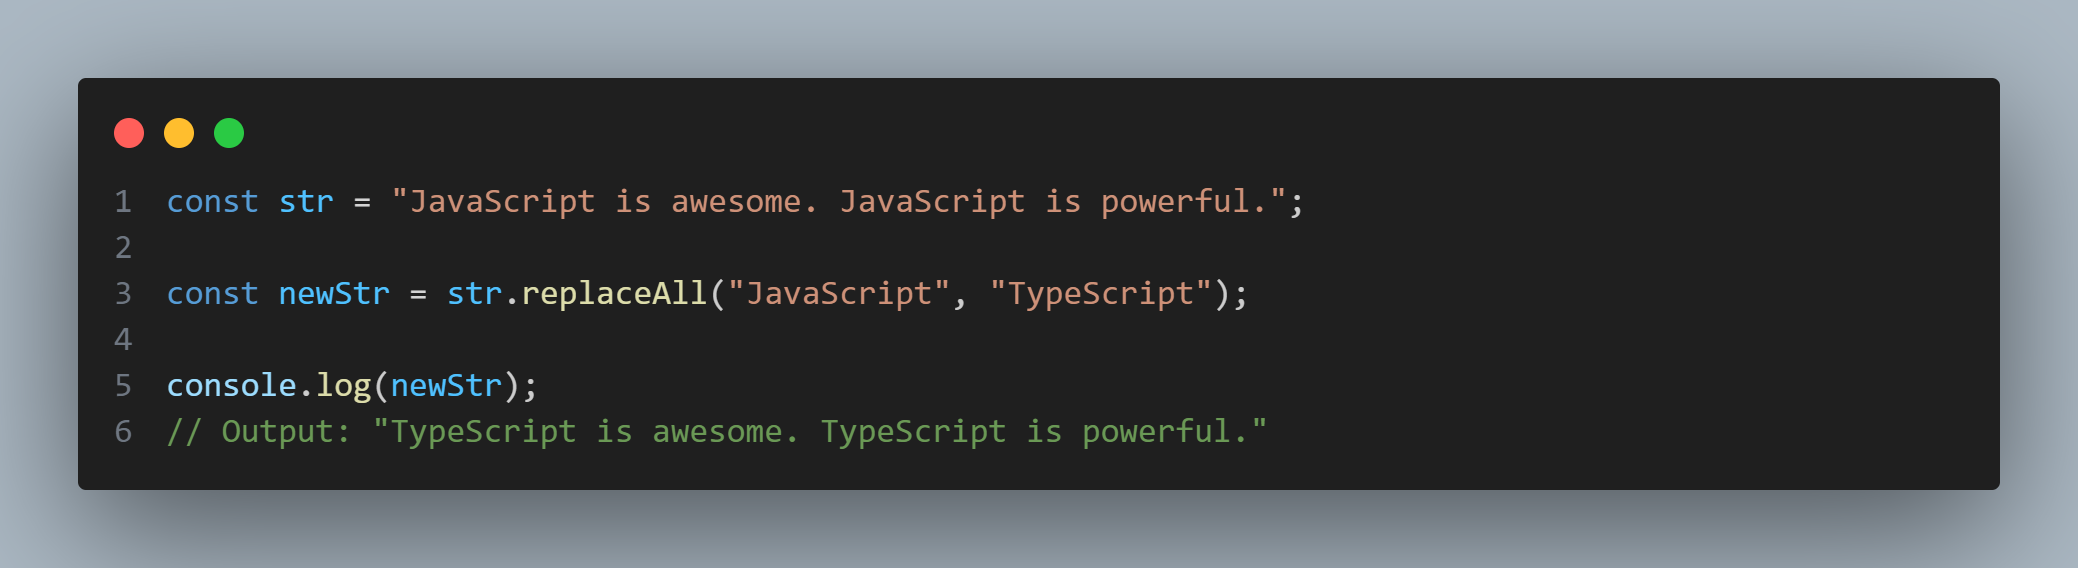 1 const str = "JavaScript is awesome. JavaScript is powerful.";
2
3 const newStr = str.replaceAll("JavaScript", "TypeScript");
4
5 console.log(newStr);
6 // Output: "TypeScript is awesome. TypeScript is powerful."